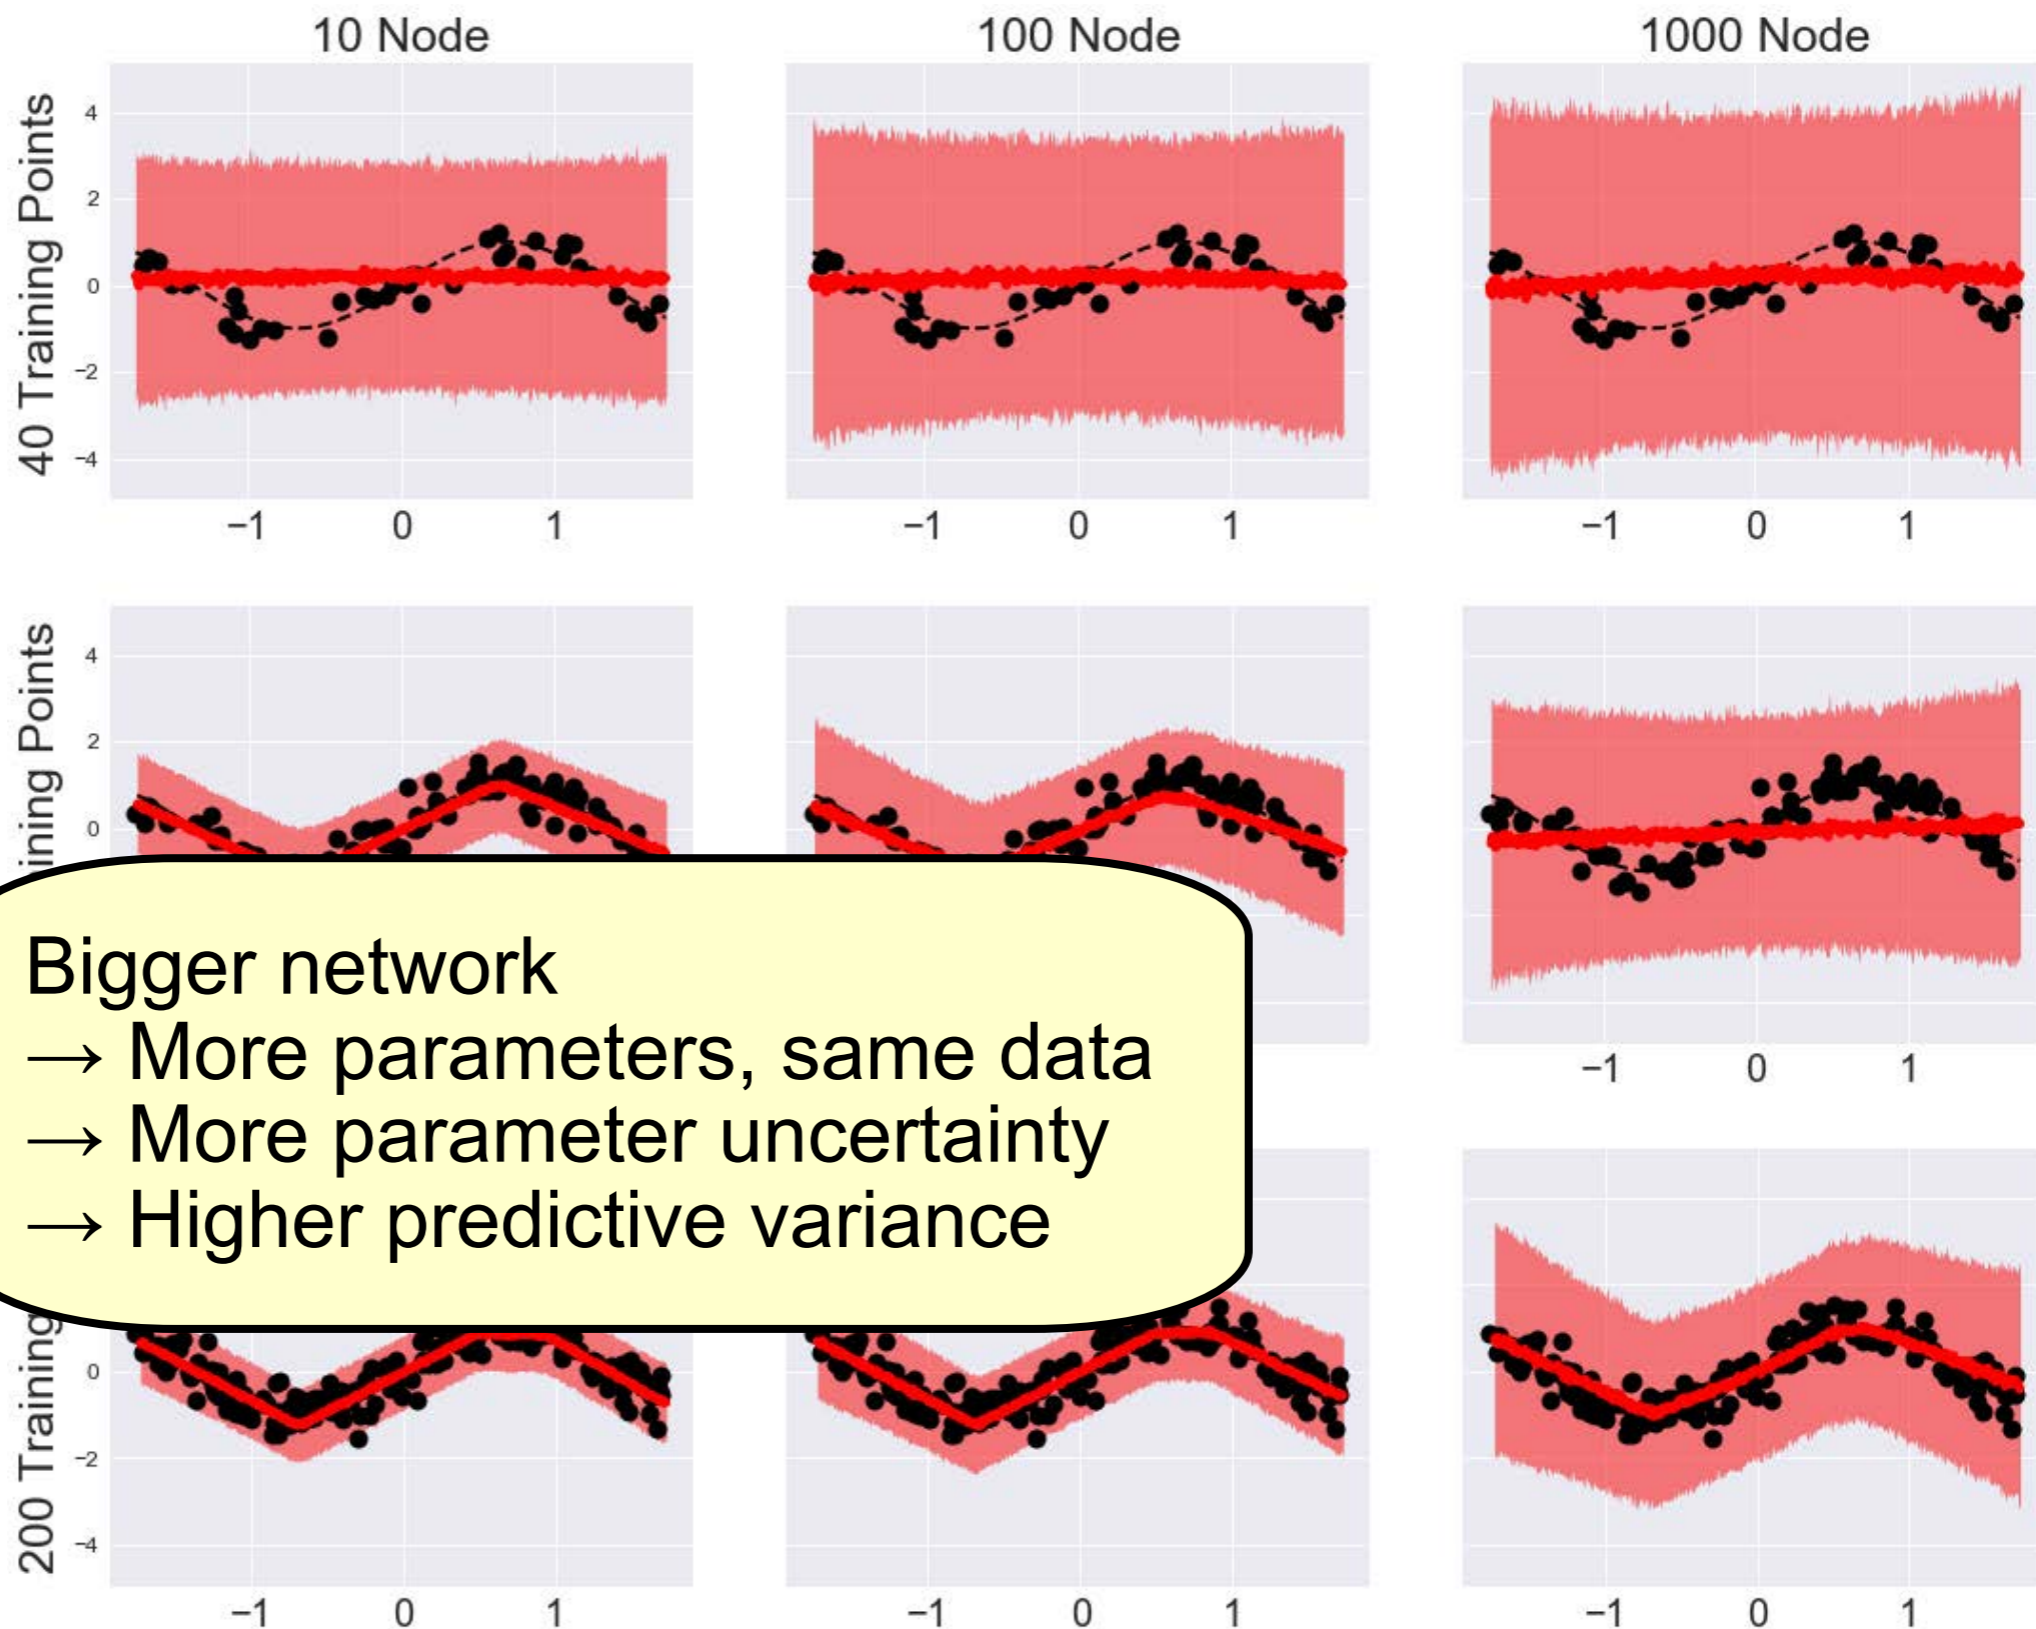 10 Node
100 Node
1000 Node
40 Training Points
4
2
0
−2
−4
−1 0 1
−1 0 1
−1 0 1
Points
4
2
0
−1 0 1
Bigger network
→ More parameters, same data
→ More parameter uncertainty
→ Higher predictive variance
200 Training
0
−2
−4
−1 0 1
−1 0 1
−1 0 1